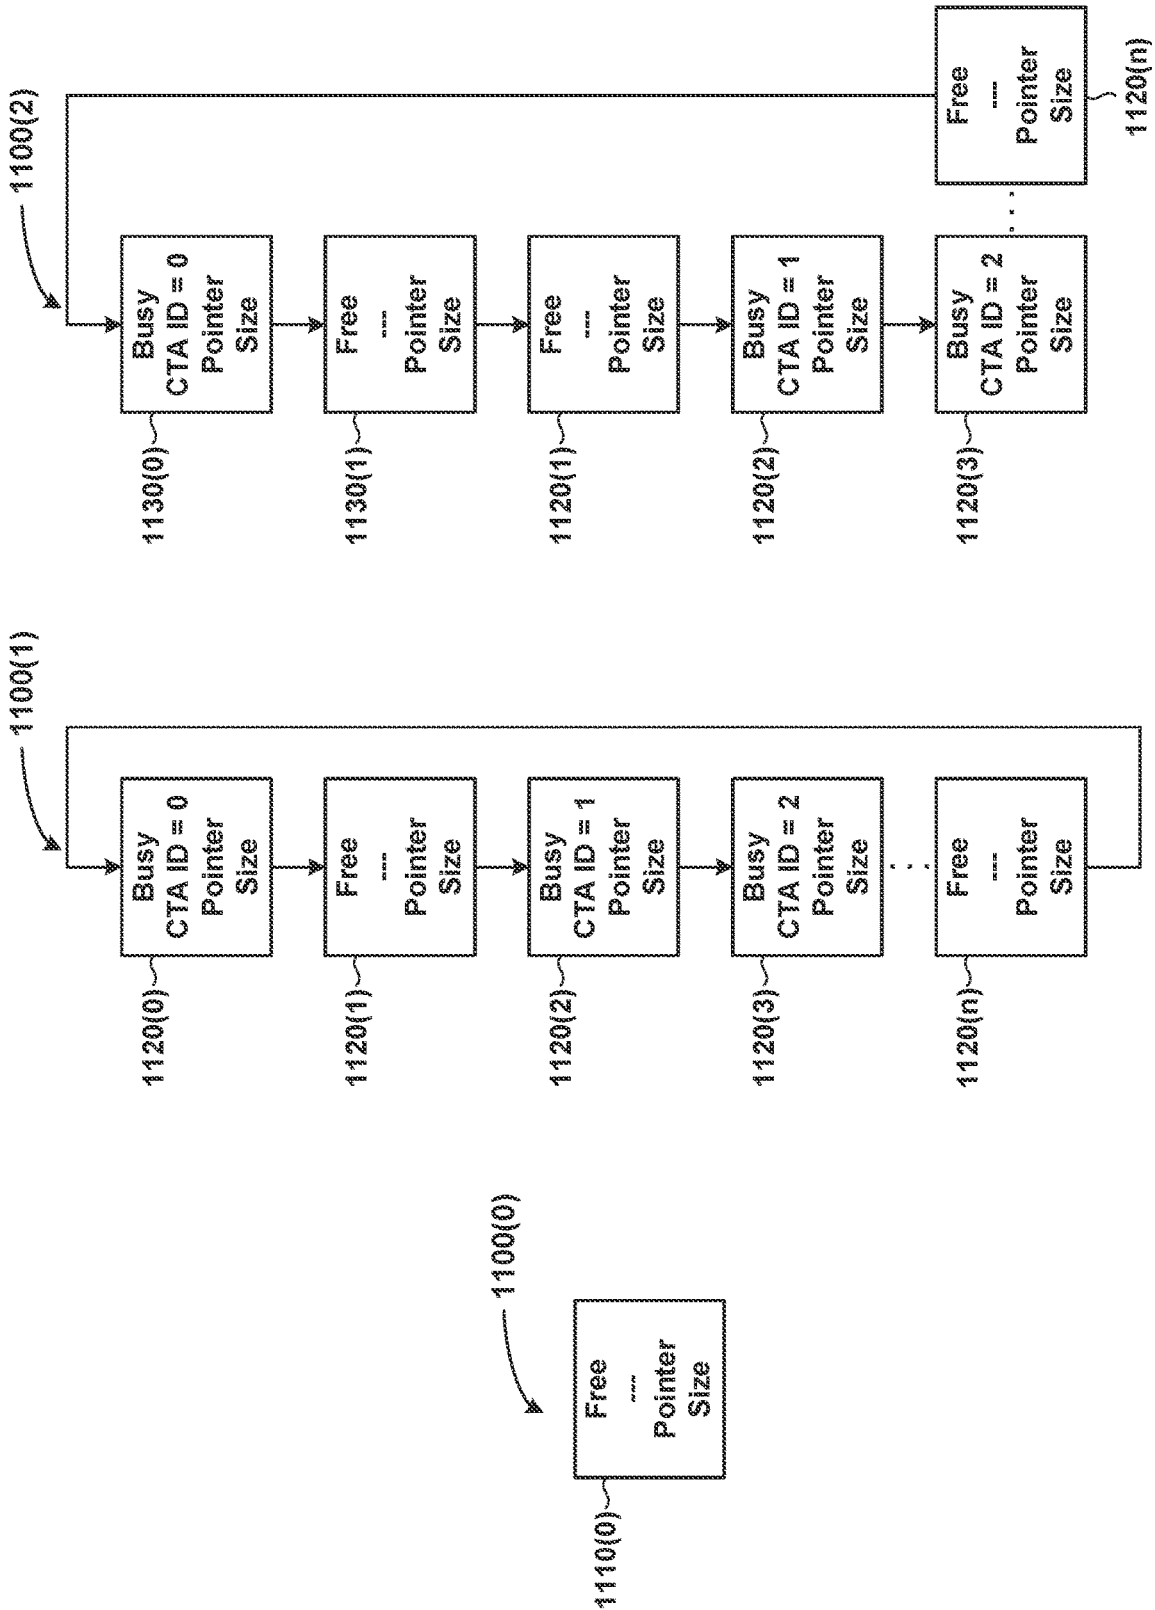 1100(0)
1110(0)
Free
---
Pointer
Size
1100(1)
1120(0)
Busy
CTA ID = 0
Pointer
Size
1120(1)
Free
---
Pointer
Size
1120(2)
Busy
CTA ID = 1
Pointer
Size
1120(3)
Busy
CTA ID = 2
Pointer
Size
. . .
1120(n)
Free
---
Pointer
Size
1100(2)
1130(0)
Busy
CTA ID = 0
Pointer
Size
1130(1)
Free
---
Pointer
Size
1120(1)
Free
---
Pointer
Size
1120(2)
Busy
CTA ID = 1
Pointer
Size
1120(3)
Busy
CTA ID = 2
Pointer
Size
. . .
Free
---
Pointer
Size
1120(n)